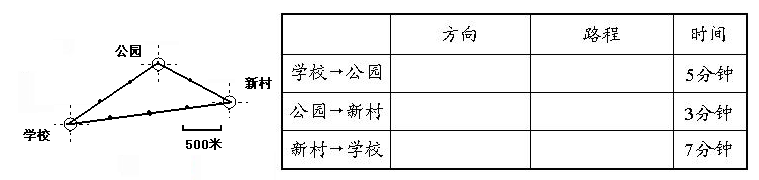 公园
新村
学校
500米
方向 路程 时间
学校→公园 5分钟
公园→新村 3分钟
新村→学校 7分钟